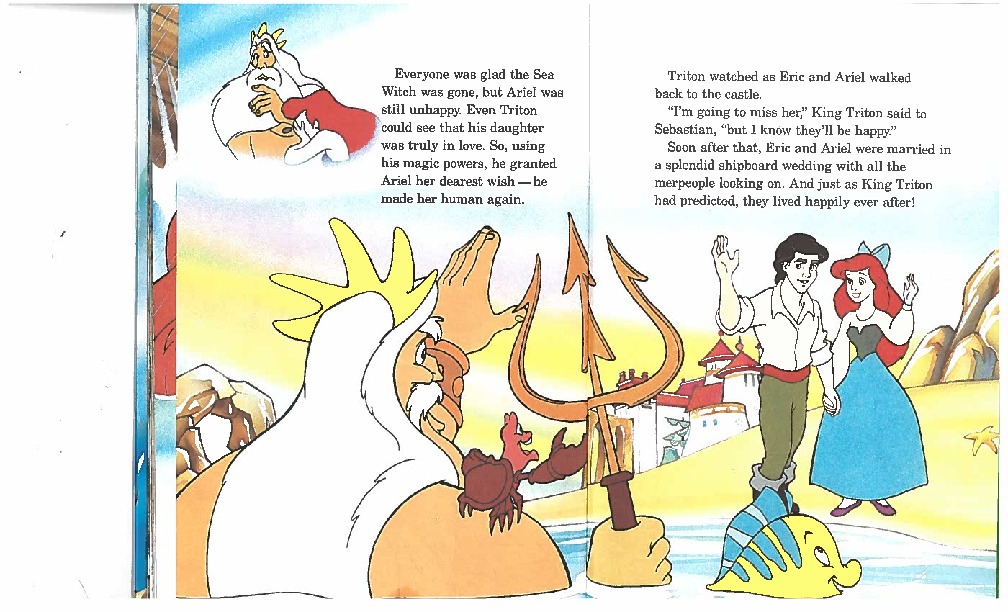 Everyone was glad the Sea
Witch was gone, but Ariel was
still unhappy. Even Triton
could see that his daughter
was truly in love. So, using
his magic powers, he granted
Ariel her dearest wish — he
made her human again.
Triton watched as Eric and Ariel walked
back to the castle.
"I'm going to miss her," King Triton said to
Sebastian, "but I know they'll be happy."
Soon after that, Eric and Ariel were married in
a splendid shipboard wedding with all the
merpeople looking on. And just as King Triton
had predicted, they lived happily ever after!